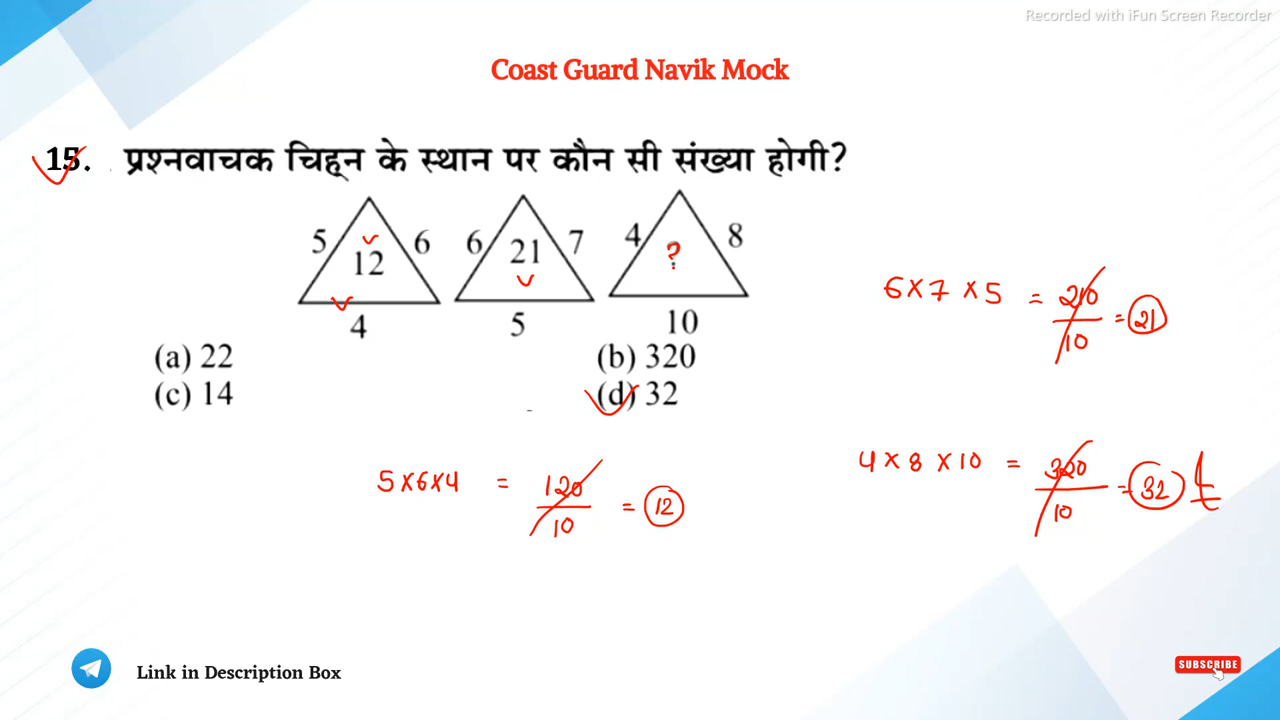 Recorded with iFun Screen Recorder
Coast Guard Navik Mock
15. प्रश्नवाचक चिह्न के स्थान पर कौन सी संख्या होगी?
5 12 6 6 21 7 4 ? 8
4 5 10
(a) 22 (b) 320
(c) 14 (d) 32
6 × 7 × 5 = 210/10 = 21
5 × 6 × 4 = 120/10 = 12
4 × 8 × 10 = 320/10 = 32
Link in Description Box
SUBSCRIBE